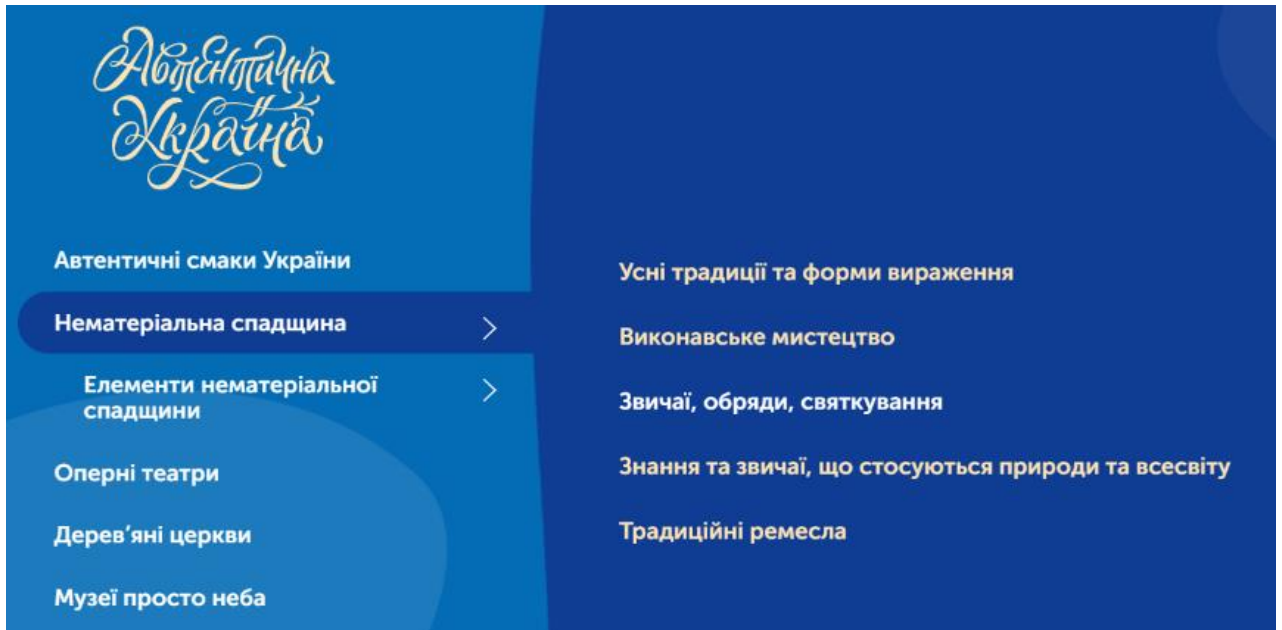 Автентична
Україна
Автентичні смаки України
Нематеріальна спадщина
Елементи нематеріальної
спадщини
Оперні театри
Дерев’яні церкви
Музеї просто неба
Усні традиції та форми вираження
Виконавське мистецтво
Звичаї, обряди, святкування
Знання та звичаї, що стосуються природи та всесвіту
Традиційні ремесла